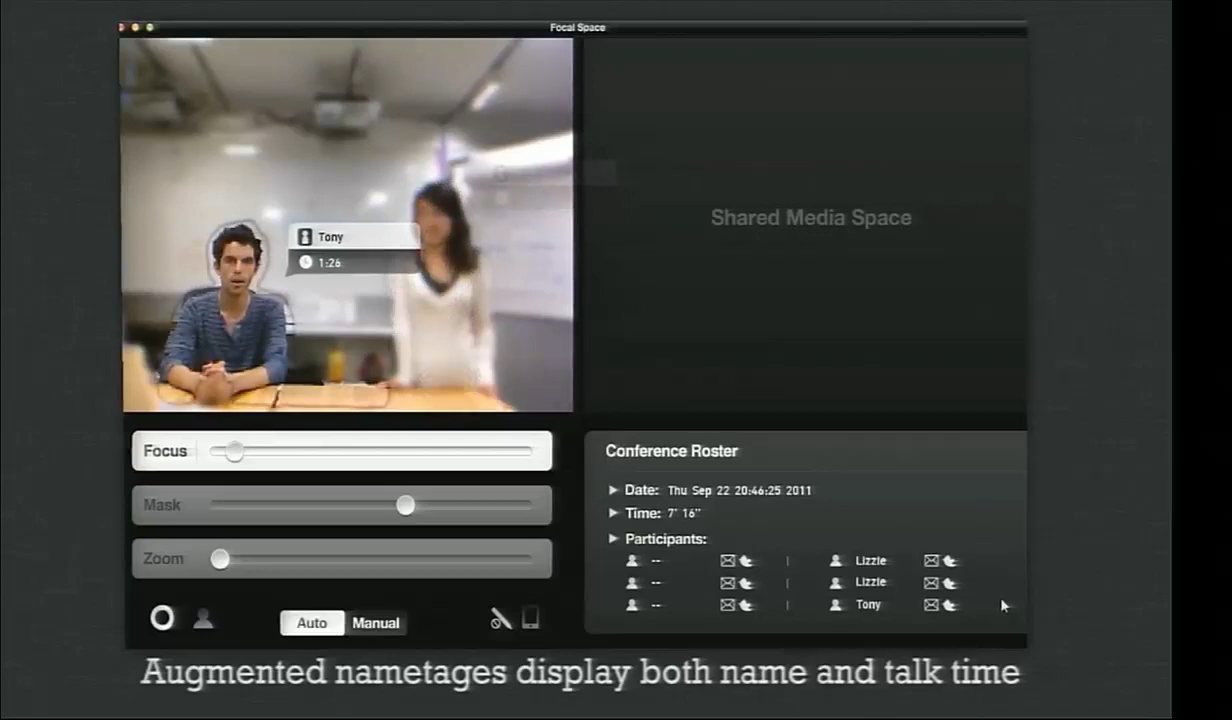 Focal Space
Tony
1:26
Shared Media Space
Focus
Mask
Zoom
Auto Manual
Conference Roster
Date: Thu Sep 22 20:46:25 2011
Time: 7' 16"
Participants:
-- | Lizzie
-- | Lizzie
-- | Tony
Augmented nametages display both name and talk time